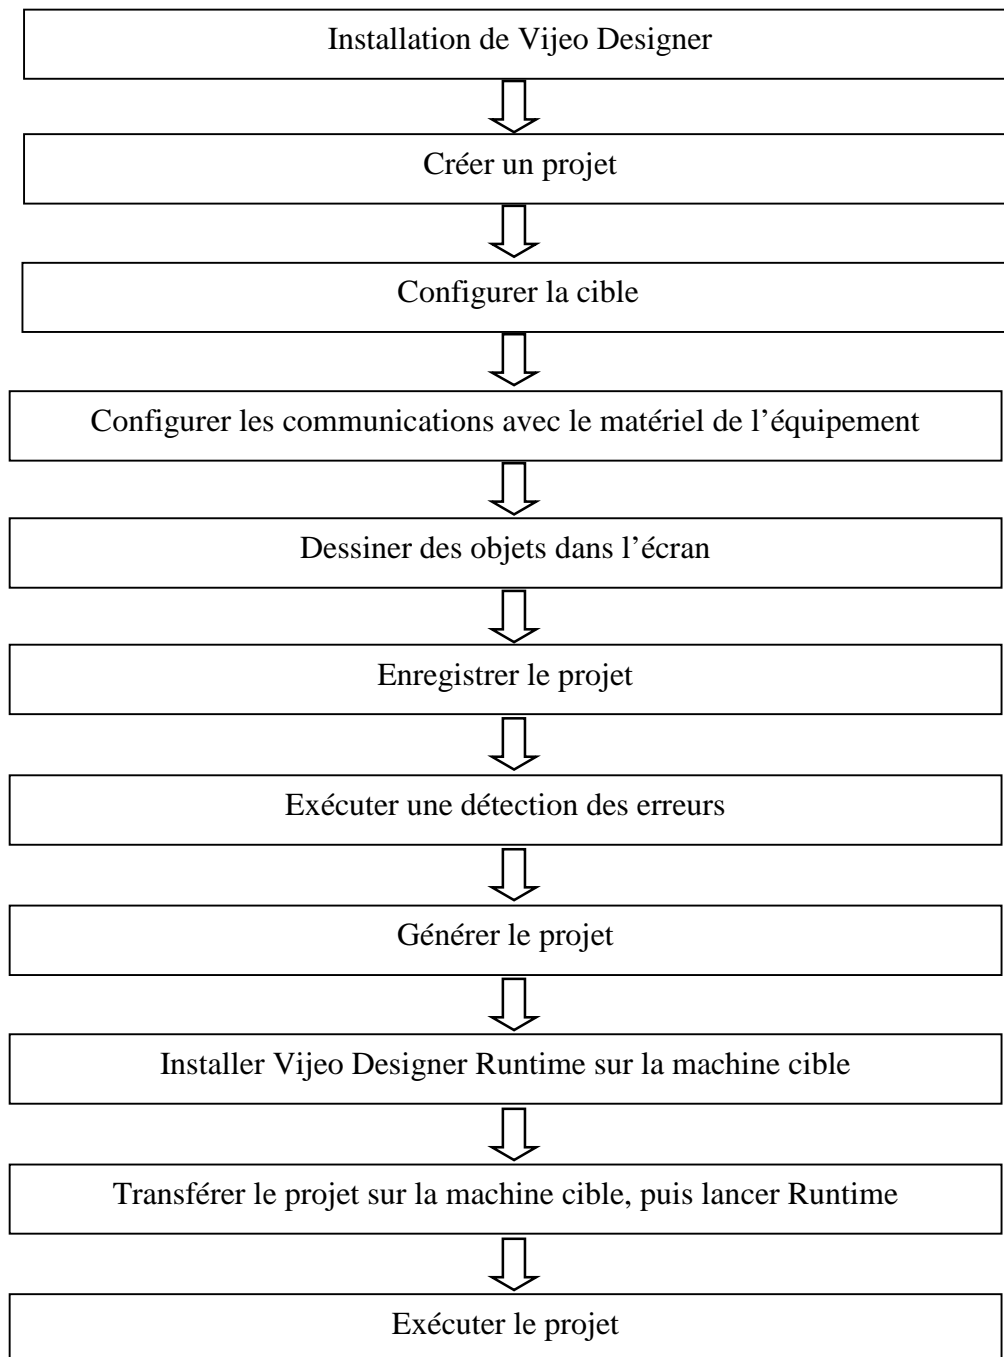 Installation de Vijeo Designer
Créer un projet
Configurer la cible
Configurer les communications avec le matériel de l’équipement
Dessiner des objets dans l’écran
Enregistrer le projet
Exécuter une détection des erreurs
Générer le projet
Installer Vijeo Designer Runtime sur la machine cible
Transférer le projet sur la machine cible, puis lancer Runtime
Exécuter le projet